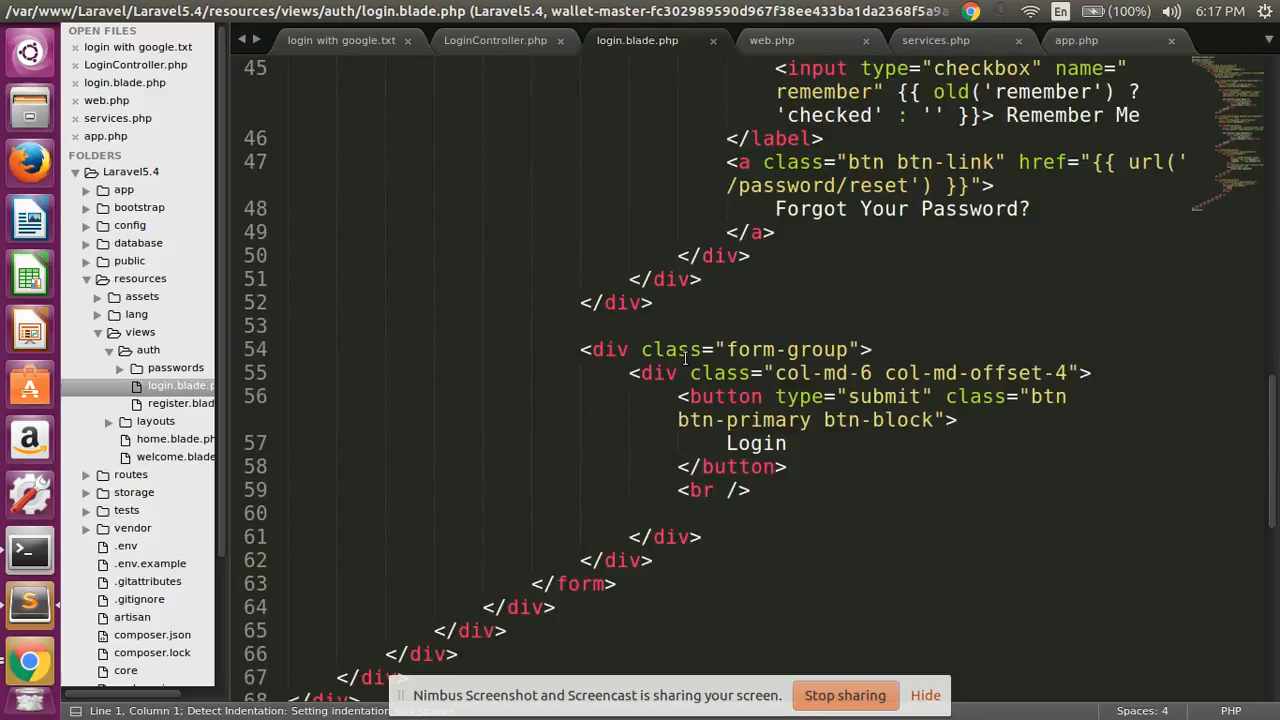 /var/www/Laravel/Laravel5.4/resources/views/auth/login.blade.php (Laravel5.4, wallet-master-fc302989590d967f38ee433ba1da2368f5a9a
En
(100%)
6:17 PM
OPEN FILES
login with google.txt
LoginController.php
login.blade.php
web.php
services.php
app.php
FOLDERS
Laravel5.4
app
bootstrap
config
database
public
resources
assets
lang
views
auth
passwords
login.blade.p
register.blad
layouts
home.blade.ph
welcome.blade
routes
storage
tests
vendor
.env
.env.example
.gitattributes
.gitignore
artisan
composer.json
composer.lock
core
login with google.txt
LoginController.php
login.blade.php
web.php
services.php
app.php
45 <input type="checkbox" name="
remember" {{ old('remember') ?
'checked' : '' }}> Remember Me
46 </label>
47 <a class="btn btn-link" href="{{ url('
/password/reset') }}">
48 Forgot Your Password?
49 </a>
50 </div>
51 </div>
52 </div>
53
54 <div class="form-group">
55 <div class="col-md-6 col-md-offset-4">
56 <button type="submit" class="btn
btn-primary btn-block">
57 Login
58 </button>
59 <br />
60
61 </div>
62 </div>
63 </form>
64 </div>
65 </div>
66 </div>
67 </div>
68 </div>
Nimbus Screenshot and Screencast is sharing your screen.
Stop sharing
Hide
Line 1, Column 1; Detect Indentation: Setting indentation
Spaces: 4
PHP